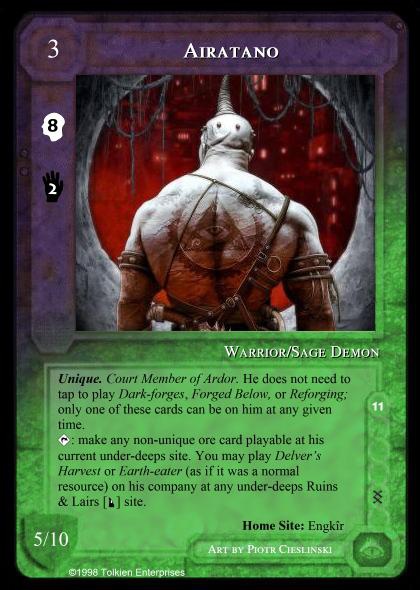 3
AIRATANO
8
2
WARRIOR/SAGE DEMON
Unique. Court Member of Ardor. He does not need to
tap to play Dark-forges, Forged Below, or Reforging;
only one of these cards can be on him at any given
time.
: make any non-unique ore card playable at his
current under-deeps site. You may play Delver's
Harvest or Earth-eater (as if it was a normal
resource) on his company at any under-deeps Ruins
& Lairs [ ] site.
11
Home Site: Engkîr
5/10
ART BY PIOTR CIESLINSKI
©1998 Tolkien Enterprises